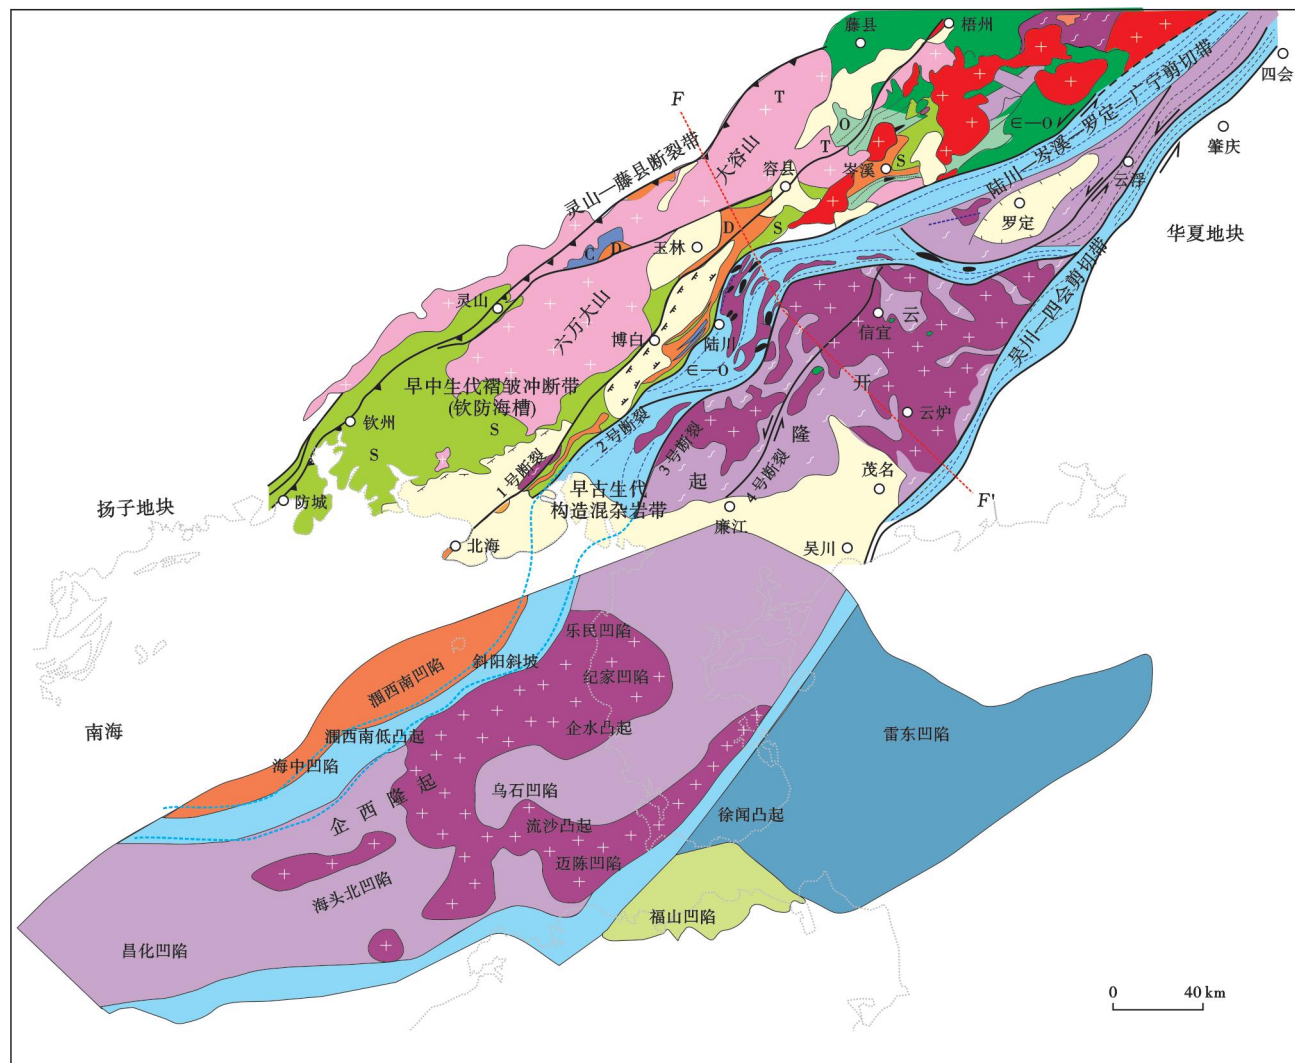 藤县
梧州
四会
F
T
O
∈—O
陆川—岑溪—罗定—广宁剪切带
肇庆
灵山—藤县断裂带
大容山
T
容县
岑溪
S
云浮
罗定
华夏地块
玉林
D
S
C
D
吴川—四会剪切带
灵山
六万大山
博白
陆川
信宜
云
开
隆
起
∈—O
早中生代褶皱冲断带
(钦防海槽)
钦州
S
S
云炉
1号断裂
2号断裂
3号断裂
4号断裂
茂名
F'
扬子地块
防城
早古生代
构造混杂岩带
廉江
北海
吴川
乐民凹陷
斜阳斜坡
涠西南凹陷
纪家凹陷
南海
涠西南低凸起
企水凸起
雷东凹陷
海中凹陷
企西隆起
乌石凹陷
流沙凸起
徐闻凸起
迈陈凹陷
海头北凹陷
福山凹陷
昌化凹陷
0 40 km